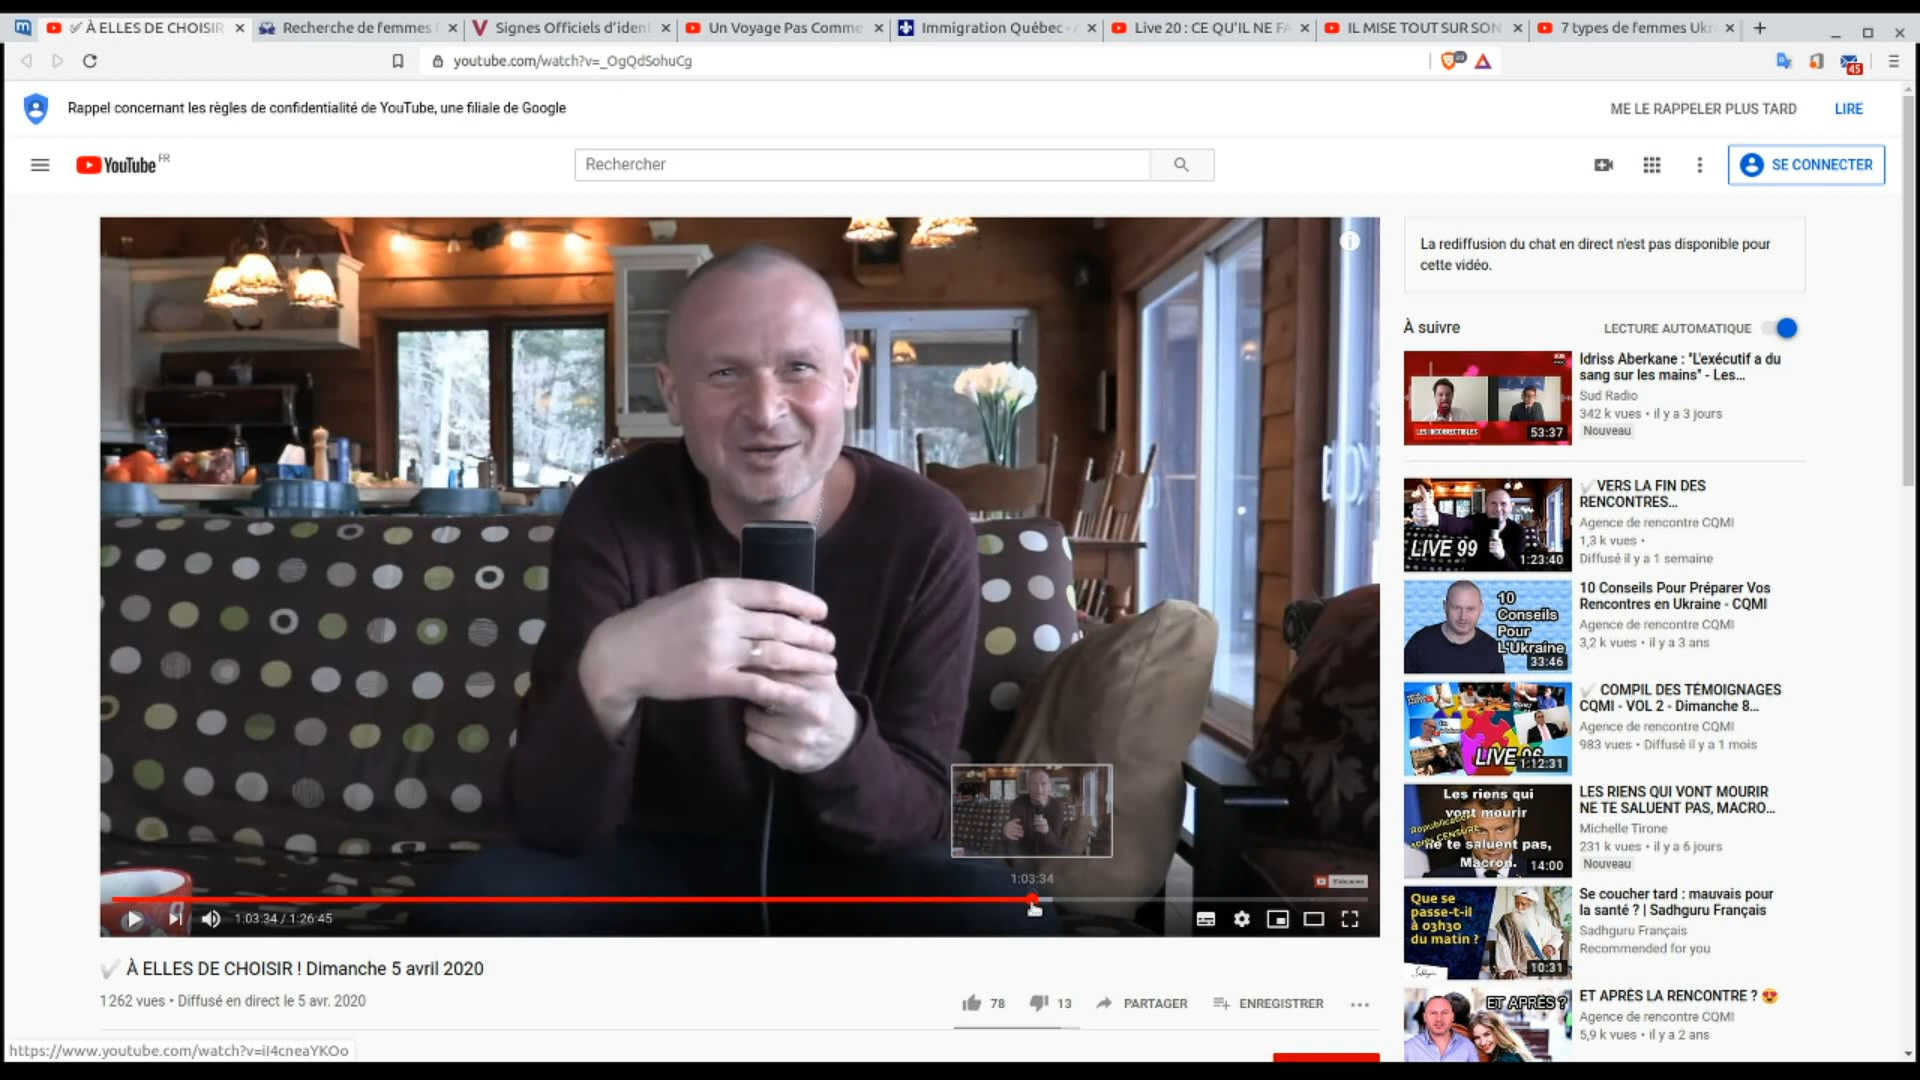 ✓ À ELLES DE CHOISIR
Recherche de femmes
Signes Officiels d'iden
Un Voyage Pas Comme
Immigration Québec - A
Live 20 : CE QU'IL NE FA
IL MISE TOUT SUR SON
7 types de femmes Ukr
youtube.com/watch?v=_OgQdSohuCg
45
Rappel concernant les règles de confidentialité de YouTube, une filiale de Google
ME LE RAPPELER PLUS TARD
LIRE
YouTube FR
Rechercher
SE CONNECTER
La rediffusion du chat en direct n'est pas disponible pour
cette vidéo.
À suivre
LECTURE AUTOMATIQUE
LES INCORRECTIBLES
53:37
Idriss Aberkane : "L'exécutif a du
sang sur les mains" - Les...
Sud Radio
342 k vues • il y a 3 jours
Nouveau
LIVE 99
1:23:40
✓VERS LA FIN DES
RENCONTRES...
Agence de rencontre CQMI
1,3 k vues •
Diffusé il y a 1 semaine
10
Conseils
Pour
L'Ukraine
33:46
10 Conseils Pour Préparer Vos
Rencontres en Ukraine - CQMI
Agence de rencontre CQMI
3,2 k vues • il y a 3 ans
LIVE 96
1:12:31
✓ COMPIL DES TÉMOIGNAGES
CQMI - VOL 2 - Dimanche 8...
Agence de rencontre CQMI
983 vues • Diffusé il y a 1 mois
Les riens qui
vont mourir
ne te saluent pas,
Macron.
14:00
LES RIENS QUI VONT MOURIR
NE TE SALUENT PAS, MACRO...
Michelle Tirone
231 k vues • il y a 6 jours
Nouveau
Que se
passe-t-il
à 03h30
du matin ?
10:31
Se coucher tard : mauvais pour
la santé ? | Sadhguru Français
Sadhguru Français
Recommended for you
ET APRÈS ?
ET APRÈS LA RENCONTRE ? 😍
Agence de rencontre CQMI
5,9 k vues • il y a 2 ans
1:03:34
1:03:34 / 1:26:45
✓ À ELLES DE CHOISIR ! Dimanche 5 avril 2020
1 262 vues • Diffusé en direct le 5 avr. 2020
78
13
PARTAGER
ENREGISTRER
https://www.youtube.com/watch?v=iI4cneaYKOo